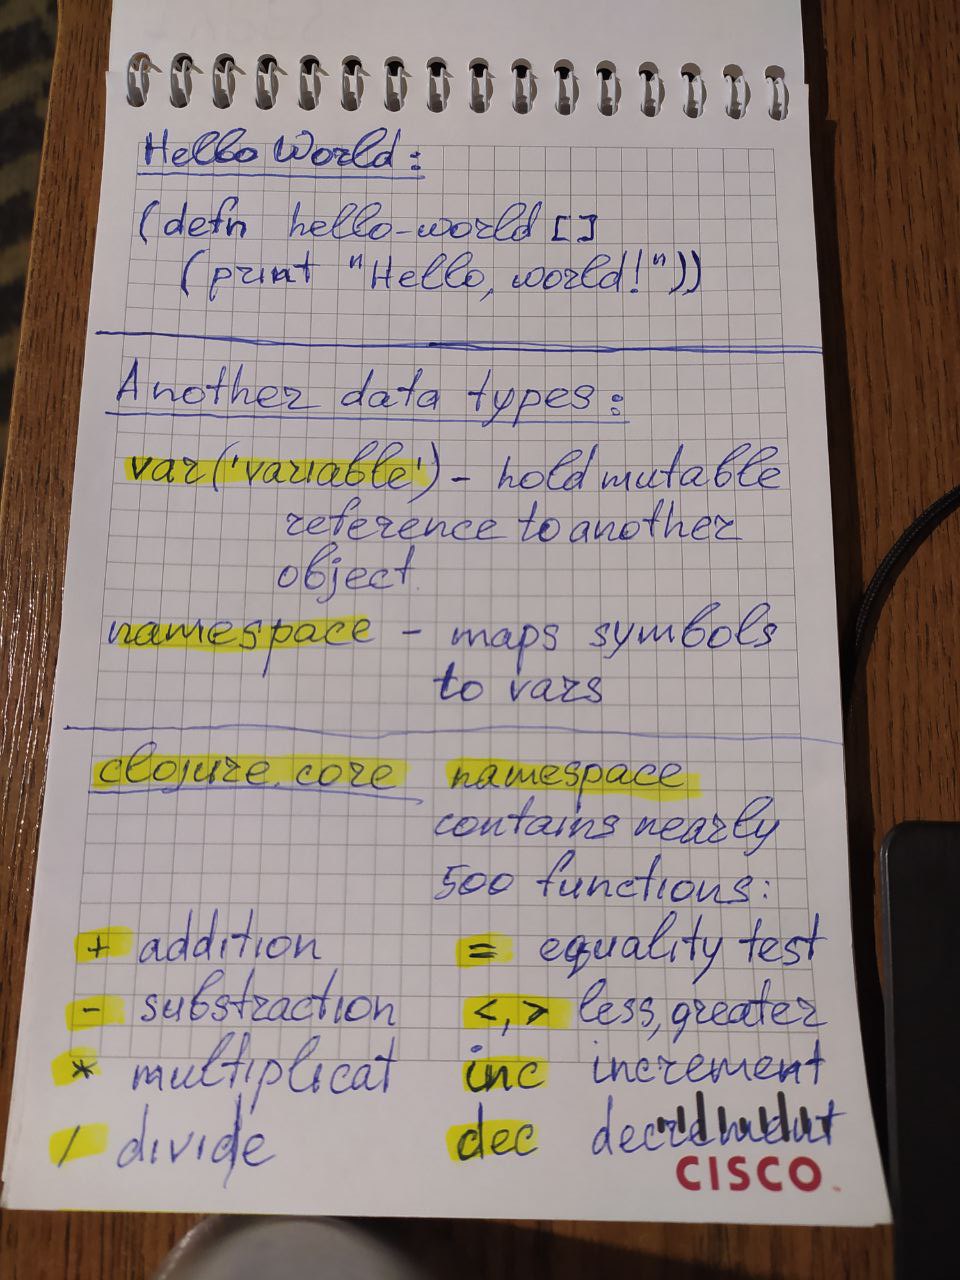 Hello World:
(defn hello-world []
(print "Hello, world!"))
Another data types:
var('variable') - hold mutable
reference to another
object.
namespace - maps symbols
to vars
clojure.core namespace
contains nearly
500 functions:
+ addition = equality test
- substraction <, > less, greater
* multiplicat inc increment
/ divide dec decrement
CISCO